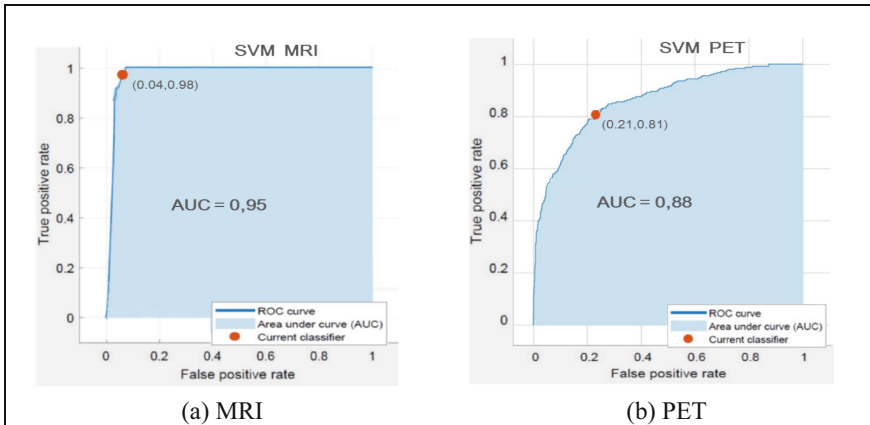 SVM MRI
1
0.8
0.6
0.4
0.2
0
True positive rate
(0.04,0.98)
AUC = 0,95
ROC curve
Area under curve (AUC)
Current classifier
0
0.2
0.4
0.6
0.8
1
False positive rate
(a) MRI
SVM PET
1
0.8
0.6
0.4
0.2
0
True positive rate
(0.21,0.81)
AUC = 0,88
ROC curve
Area under curve (AUC)
Current classifier
0
0.2
0.4
0.6
0.8
1
False positive rate
(b) PET